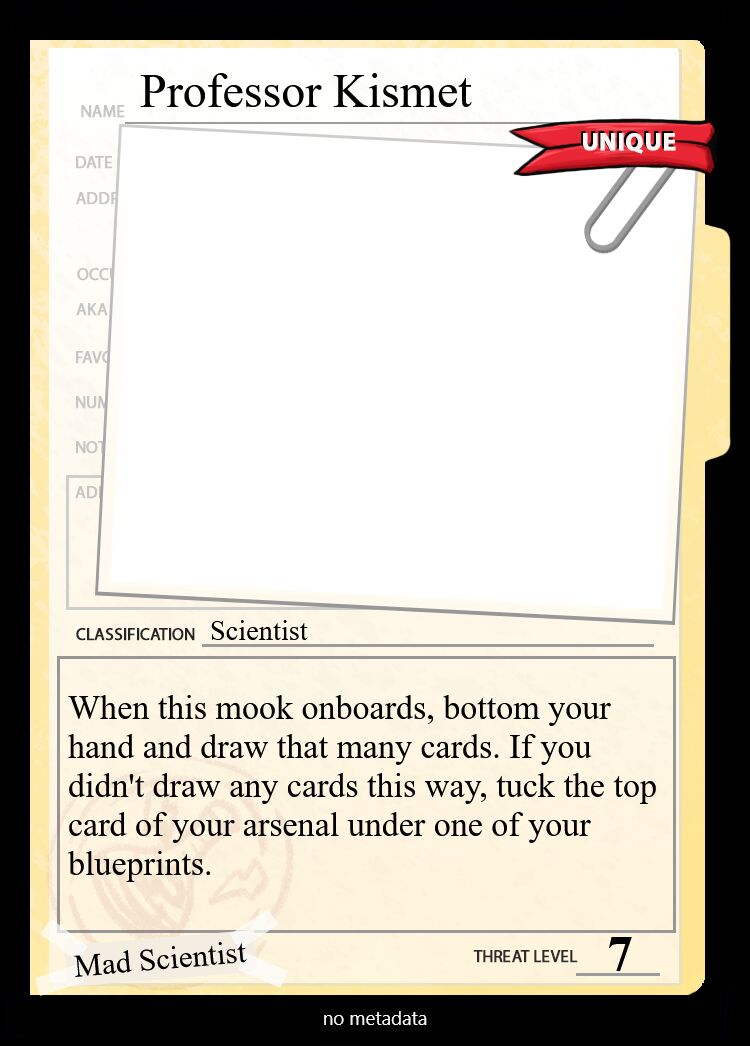 NAME Professor Kismet
UNIQUE
DATE
ADDR
OCCU
AKA
FAVO
NUM
NOT
CLASSIFICATION Scientist
When this mook onboards, bottom your
hand and draw that many cards. If you
didn't draw any cards this way, tuck the top
card of your arsenal under one of your
blueprints.
Mad Scientist
THREAT LEVEL 7
no metadata